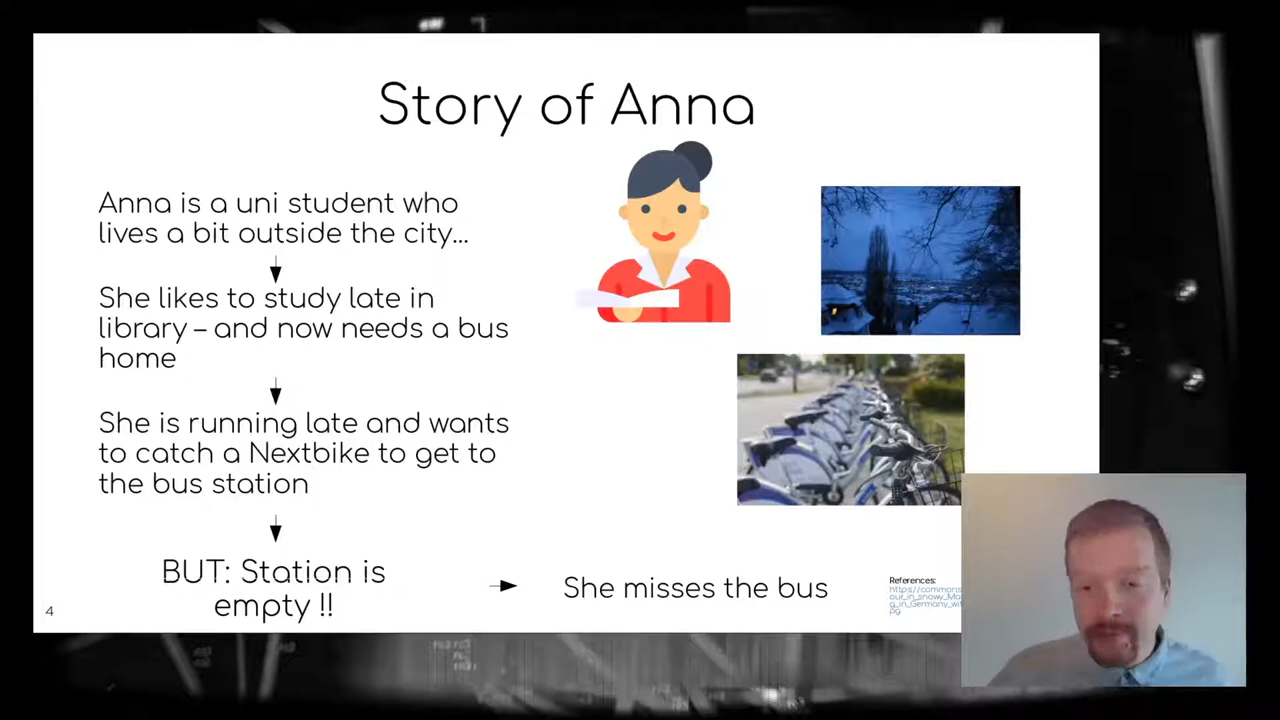 Story of Anna
Anna is a uni student who
lives a bit outside the city...
She likes to study late in
library – and now needs a bus
home
She is running late and wants
to catch a Nextbike to get to
the bus station
BUT: Station is
empty !!
She misses the bus
References:
https://commons
our_in_snowy_Ma
g_in_Germany_wi
pg
4